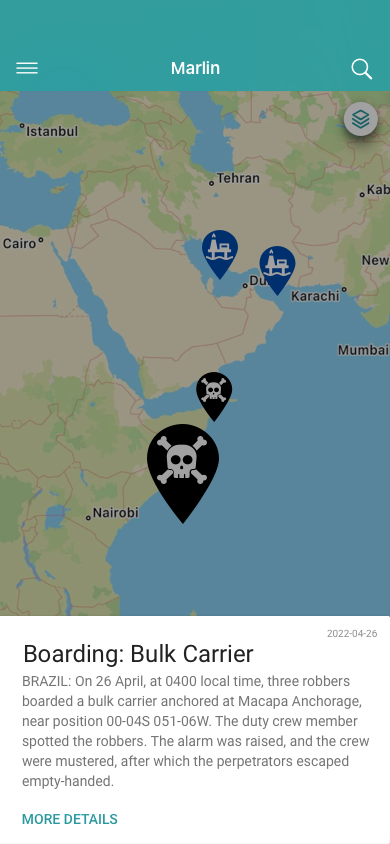 Marlin
Istanbul
Tehran
Kab
Cairo
New
Du
Karachi
Mumbai
Nairobi
2022-04-26
Boarding: Bulk Carrier
BRAZIL: On 26 April, at 0400 local time, three robbers
boarded a bulk carrier anchored at Macapa Anchorage,
near position 00-04S 051-06W. The duty crew member
spotted the robbers. The alarm was raised, and the crew
were mustered, after which the perpetrators escaped
empty-handed.
MORE DETAILS